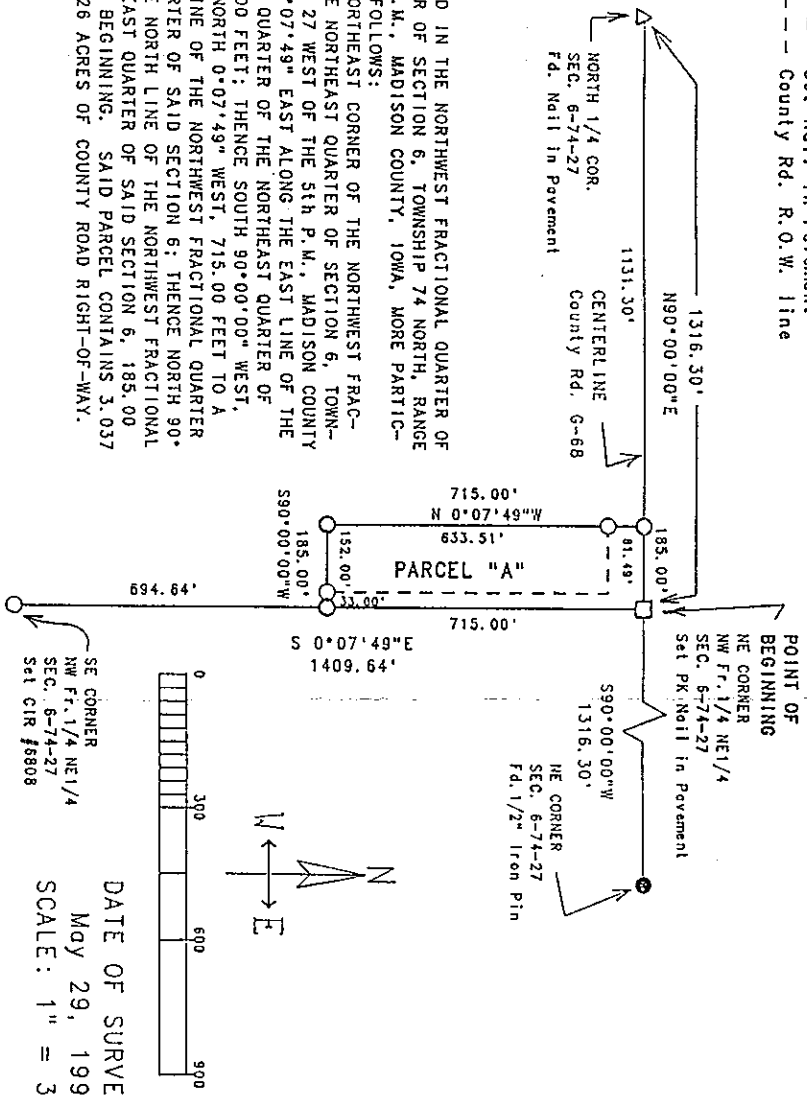 Set Nail in Pavement
County Rd. R.O.W. line
1316.30'
N90°00'00"E
1131.30'
NORTH 1/4 COR.
SEC. 6-74-27
Fd. Nail in Pavement
CENTERLINE
County Rd. G-68
POINT OF
BEGINNING
NE CORNER
NW Fr.1/4 NE1/4
SEC. 6-74-27
Set PK Nail in Pavement
185.00'
S90°00'00"W
1316.30'
NE CORNER
SEC. 6-74-27
Fd.1/2" Iron Pin
81.49'
715.00'
N 0°07'49"W
633.51'
PARCEL "A"
152.00'
33.00'
185.00'
S90°00'00"W
715.00'
S 0°07'49"E
1409.64'
694.64'
SE CORNER
NW Fr.1/4 NE1/4
SEC. 6-74-27
Set CIR #6808
D IN THE NORTHWEST FRACTIONAL QUARTER OF
R OF SECTION 6, TOWNSHIP 74 NORTH, RANGE
.M., MADISON COUNTY, IOWA, MORE PARTIC-
FOLLOWS:
ORTHEAST CORNER OF THE NORTHWEST FRAC-
E NORTHEAST QUARTER OF SECTION 6, TOWN-
27 WEST OF THE 5th P.M., MADISON COUNTY
°07'49" EAST ALONG THE EAST LINE OF THE
QUARTER OF THE NORTHEAST QUARTER OF
00 FEET; THENCE SOUTH 90°00'00" WEST,
NORTH 0°07'49" WEST, 715.00 FEET TO A
INE OF THE NORTHWEST FRACTIONAL QUARTER
RTER OF SAID SECTION 6; THENCE NORTH 90°
E NORTH LINE OF THE NORTHWEST FRACTIONAL
EAST QUARTER OF SAID SECTION 6, 185.00
BEGINNING. SAID PARCEL CONTAINS 3.037
26 ACRES OF COUNTY ROAD RIGHT-OF-WAY.
N
W E
0 300 600 900
DATE OF SURVE
May 29, 199
SCALE: 1" = 3